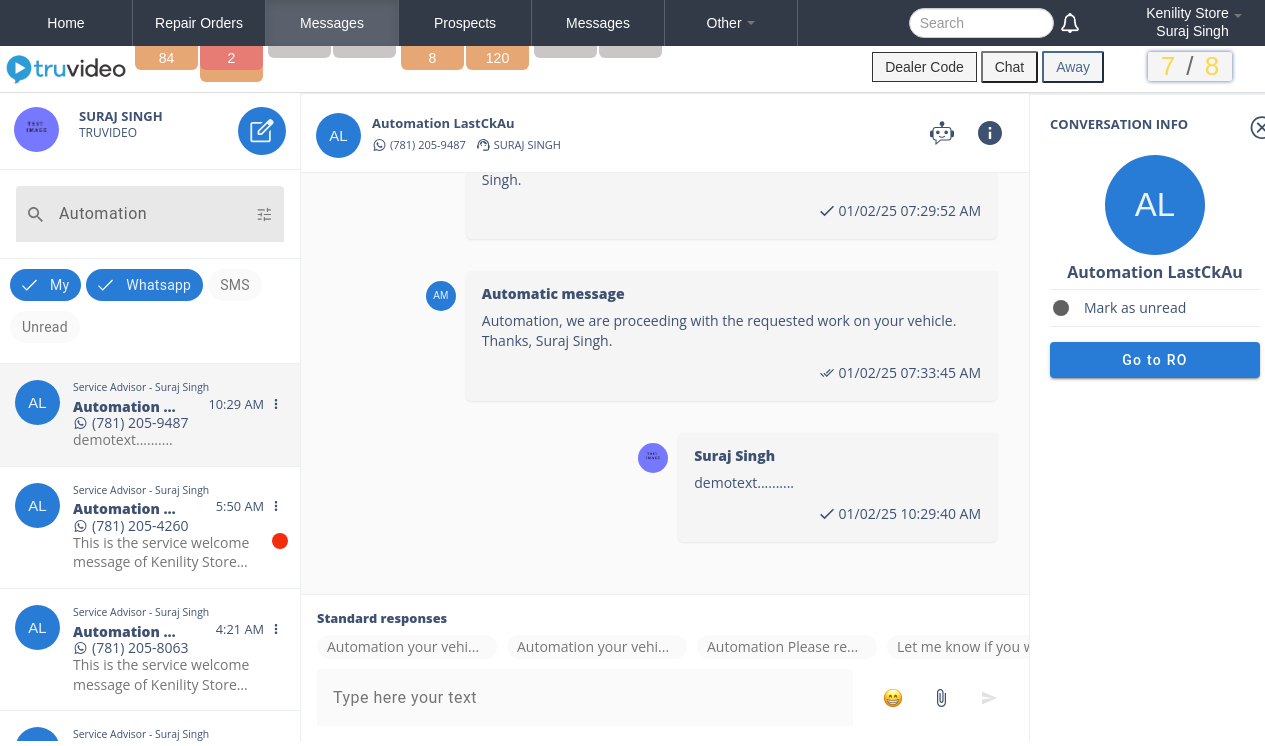 Home
Repair Orders
Messages
Prospects
Messages
Other
Search
Kenility Store
Suraj Singh
84
2
8
120
truvideo
Dealer Code
Chat
Away
7 / 8
SURAJ SINGH
TRUVIDEO
Automation
My
Whatsapp
SMS
Unread
AL
Service Advisor - Suraj Singh
Automation ...
10:29 AM
(781) 205-9487
demotext..........
AL
Service Advisor - Suraj Singh
Automation ...
5:50 AM
(781) 205-4260
This is the service welcome
message of Kenility Store...
AL
Service Advisor - Suraj Singh
Automation ...
4:21 AM
(781) 205-8063
This is the service welcome
message of Kenility Store...
Service Advisor - Suraj Singh
AL
Automation LastCkAu
(781) 205-9487
SURAJ SINGH
Singh.
01/02/25 07:29:52 AM
AM
Automatic message
Automation, we are proceeding with the requested work on your vehicle.
Thanks, Suraj Singh.
01/02/25 07:33:45 AM
TEST
IMAGE
Suraj Singh
demotext..........
01/02/25 10:29:40 AM
Standard responses
Automation your vehi...
Automation your vehi...
Automation Please re...
Let me know if you w
Type here your text
CONVERSATION INFO
AL
Automation LastCkAu
Mark as unread
Go to RO